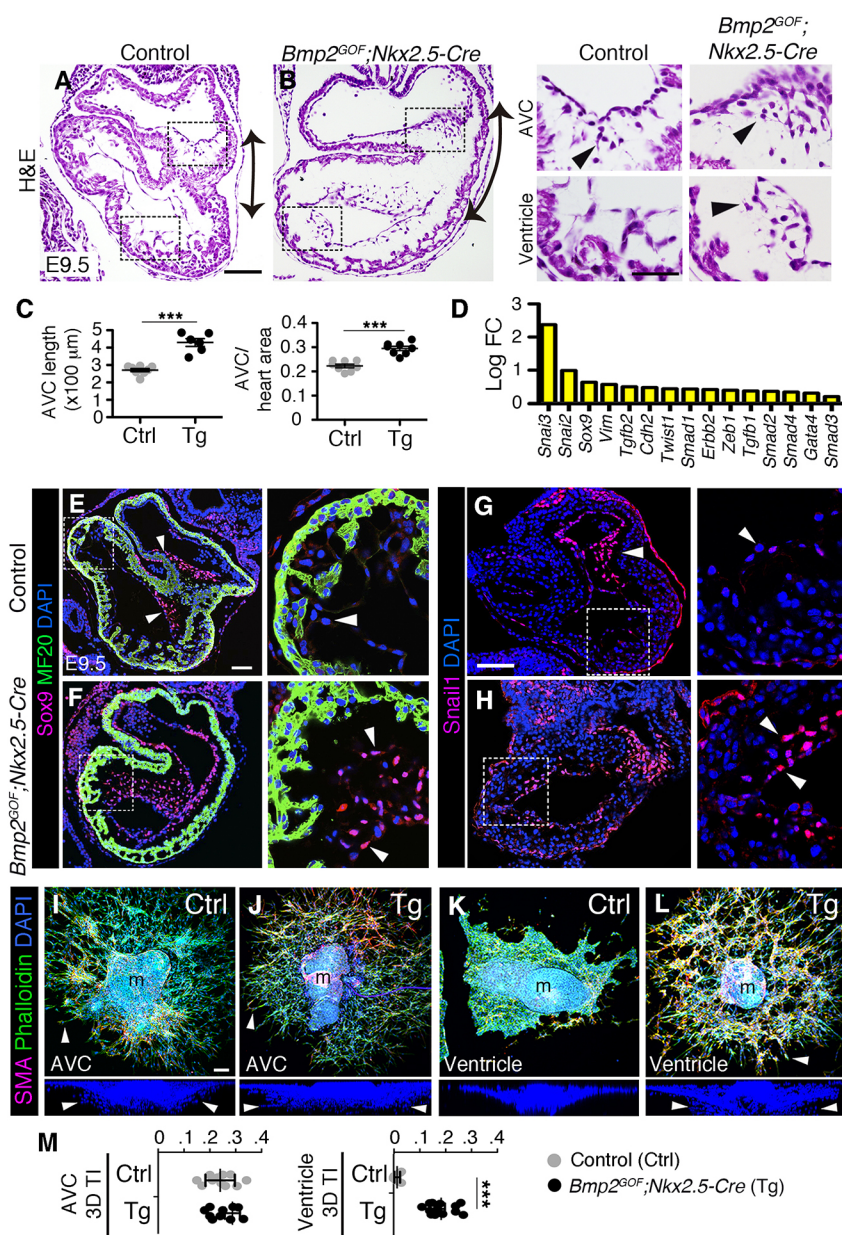 Control
Bmp2GOF;Nkx2.5-Cre
Control
Bmp2GOF;
Nkx2.5-Cre
A
B
H&E
E9.5
AVC
Ventricle
C
***
AVC length
(x100 μm)
5
4
3
2
1
0
Ctrl
Tg
***
AVC/
heart area
0.4
0.3
0.2
0.1
0
Ctrl
Tg
D
Log FC
3
2
1
0
Snai3
Snai2
Sox9
Vim
Tgfb2
Cdh2
Twist1
Smad1
Erbb2
Zeb1
Tgfb1
Smad2
Smad4
Gata4
Smad3
Control
Bmp2GOF;Nkx2.5-Cre
Sox9 MF20 DAPI
E
E9.5
F
Snail1 DAPI
G
H
SMA Phalloidin DAPI
I
Ctrl
m
AVC
J
Tg
m
AVC
K
Ctrl
m
Ventricle
L
Tg
m
Ventricle
M
0 .1 .2 .3 .4
AVC
3D TI
Ctrl
Tg
0 .1 .2 .3 .4
Ventricle
3D TI
Ctrl
Tg
***
Control (Ctrl)
Bmp2GOF;Nkx2.5-Cre (Tg)